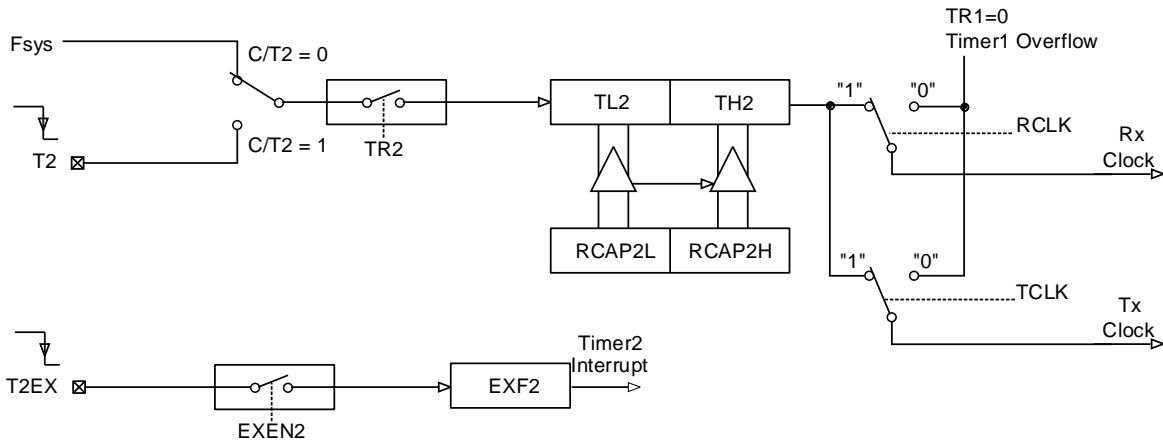 TR1=0
Timer1 Overflow
Fsys
C/T2 = 0
TL2
TH2
"1"
"0"
RCLK
Rx
Clock
T2
C/T2 = 1
TR2
RCAP2L
RCAP2H
"1"
"0"
TCLK
Tx
Clock
Timer2
Interrupt
T2EX
EXF2
EXEN2